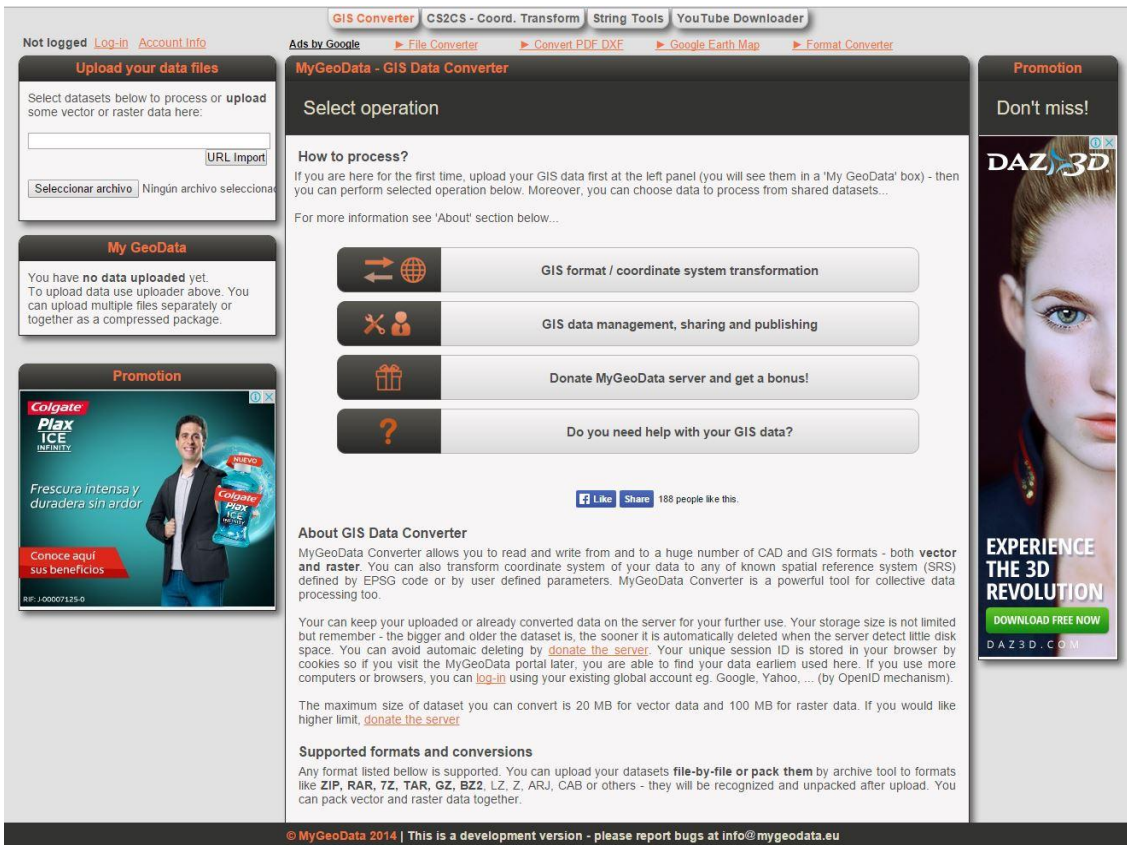 GIS Converter CS2CS - Coord. Transform String Tools YouTube Downloader
Not logged Log-in Account Info
Ads by Google ► File Converter ► Convert PDF DXF ► Google Earth Map ► Format Converter
Upload your data files
Select datasets below to process or upload
some vector or raster data here:
URL Import
Seleccionar archivo Ningún archivo seleccionad
My GeoData
You have no data uploaded yet.
To upload data use uploader above. You
can upload multiple files separately or
together as a compressed package.
Promotion
Colgate
Plax
ICE
INFINITY
Frescura intensa y
duradera sin ardor
NUEVO
Colgate
Plax
ICE
Conoce aquí
sus beneficios
RIF: J-00007125-0
MyGeoData - GIS Data Converter
Select operation
How to process?
If you are here for the first time, upload your GIS data first at the left panel (you will see them in a 'My GeoData' box) - then
you can perform selected operation below. Moreover, you can choose data to process from shared datasets...
For more information see 'About' section below...
GIS format / coordinate system transformation
GIS data management, sharing and publishing
Donate MyGeoData server and get a bonus!
? Do you need help with your GIS data?
f Like Share 188 people like this.
About GIS Data Converter
MyGeoData Converter allows you to read and write from and to a huge number of CAD and GIS formats - both vector
and raster. You can also transform coordinate system of your data to any of known spatial reference system (SRS)
defined by EPSG code or by user defined parameters. MyGeoData Converter is a powerful tool for collective data
processing too.
Your can keep your uploaded or already converted data on the server for your further use. Your storage size is not limited
but remember - the bigger and older the dataset is, the sooner it is automatically deleted when the server detect little disk
space. You can avoid automaic deleting by donate the server. Your unique session ID is stored in your browser by
cookies so if you visit the MyGeoData portal later, you are able to find your data earliem used here. If you use more
computers or browsers, you can log-in using your existing global account eg. Google, Yahoo, ... (by OpenID mechanism).
The maximum size of dataset you can convert is 20 MB for vector data and 100 MB for raster data. If you would like
higher limit, donate the server
Supported formats and conversions
Any format listed bellow is supported. You can upload your datasets file-by-file or pack them by archive tool to formats
like ZIP, RAR, 7Z, TAR, GZ, BZ2, LZ, Z, ARJ, CAB or others - they will be recognized and unpacked after upload. You
can pack vector and raster data together.
Promotion
Don't miss!
DAZ 3D
EXPERIENCE
THE 3D
REVOLUTION
DOWNLOAD FREE NOW
DAZ3D.COM
© MyGeoData 2014 | This is a development version - please report bugs at info@mygeodata.eu